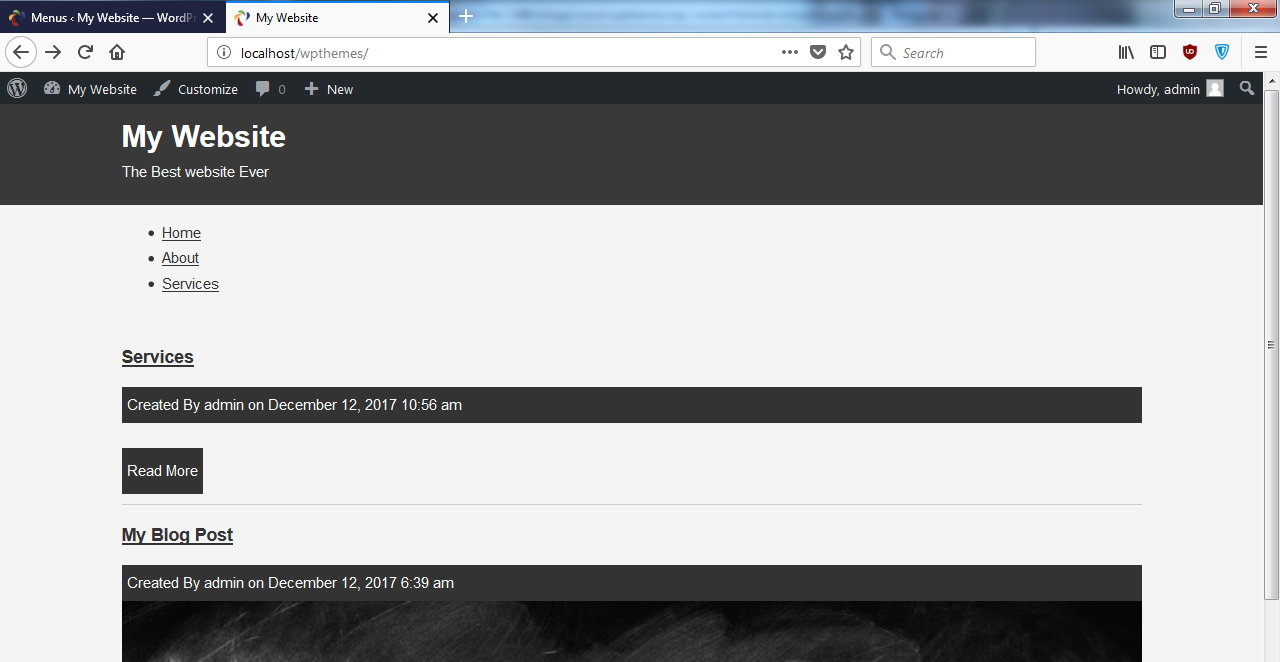 Menus ‹ My Website — WordPr
My Website
localhost/wpthemes/
Search
My Website
Customize
0
New
Howdy, admin
My Website
The Best website Ever
Home
About
Services
Services
Created By admin on December 12, 2017 10:56 am
Read More
My Blog Post
Created By admin on December 12, 2017 6:39 am